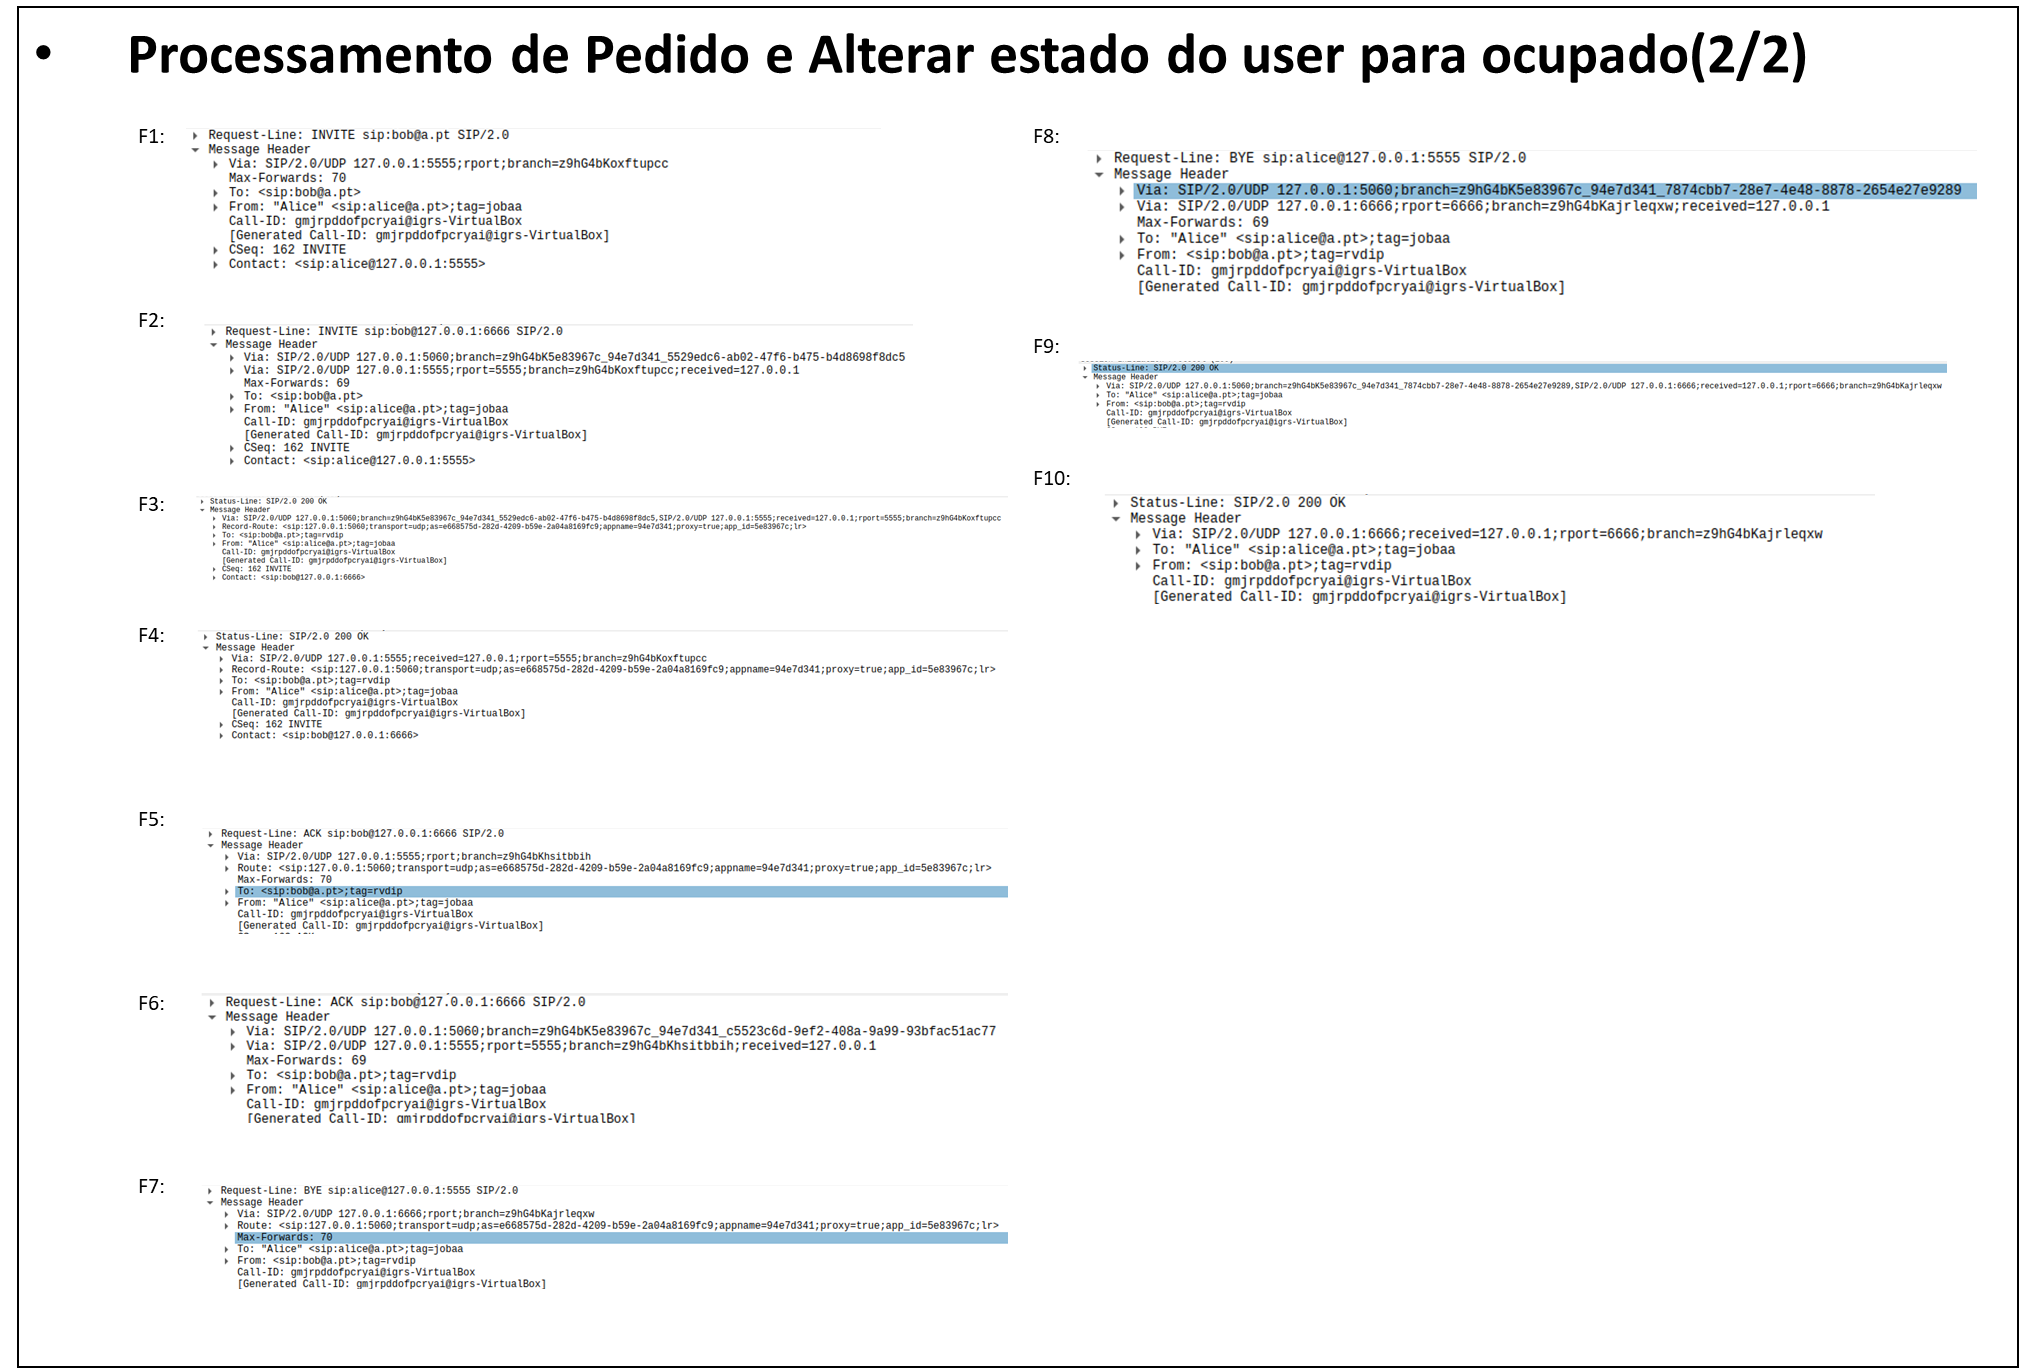 • Processamento de Pedido e Alterar estado do user para ocupado(2/2)
F1:
Request-Line: INVITE sip:bob@a.pt SIP/2.0
Message Header
Via: SIP/2.0/UDP 127.0.0.1:5555;rport;branch=z9hG4bKoxftupcc
Max-Forwards: 70
To: <sip:bob@a.pt>
From: "Alice" <sip:alice@a.pt>;tag=jobaa
Call-ID: gmjrpddofpcryai@igrs-VirtualBox
[Generated Call-ID: gmjrpddofpcryai@igrs-VirtualBox]
CSeq: 162 INVITE
Contact: <sip:alice@127.0.0.1:5555>
F2:
Request-Line: INVITE sip:bob@127.0.0.1:6666 SIP/2.0
Message Header
Via: SIP/2.0/UDP 127.0.0.1:5060;branch=z9hG4bK5e83967c_94e7d341_5529edc6-ab02-47f6-b475-b4d8698f8dc5
Via: SIP/2.0/UDP 127.0.0.1:5555;rport=5555;branch=z9hG4bKoxftupcc;received=127.0.0.1
Max-Forwards: 69
To: <sip:bob@a.pt>
From: "Alice" <sip:alice@a.pt>;tag=jobaa
Call-ID: gmjrpddofpcryai@igrs-VirtualBox
[Generated Call-ID: gmjrpddofpcryai@igrs-VirtualBox]
CSeq: 162 INVITE
Contact: <sip:alice@127.0.0.1:5555>
F3:
Status-Line: SIP/2.0 200 OK
Message Header
Via: SIP/2.0/UDP 127.0.0.1:5060;branch=z9hG4bK5e83967c_94e7d341_5529edc6-ab02-47f6-b475-b4d8698f8dc5,SIP/2.0/UDP 127.0.0.1:5555;received=127.0.0.1;rport=5555;branch=z9hG4bKoxftupcc
Record-Route: <sip:127.0.0.1:5060;transport=udp;as=e668575d-282d-4209-b59e-2a04a8169fc9;appname=94e7d341;proxy=true;app_id=5e83967c;lr>
To: <sip:bob@a.pt>;tag=rvdip
From: "Alice" <sip:alice@a.pt>;tag=jobaa
Call-ID: gmjrpddofpcryai@igrs-VirtualBox
[Generated Call-ID: gmjrpddofpcryai@igrs-VirtualBox]
CSeq: 162 INVITE
Contact: <sip:bob@127.0.0.1:6666>
F4:
Status-Line: SIP/2.0 200 OK
Message Header
Via: SIP/2.0/UDP 127.0.0.1:5555;received=127.0.0.1;rport=5555;branch=z9hG4bKoxftupcc
Record-Route: <sip:127.0.0.1:5060;transport=udp;as=e668575d-282d-4209-b59e-2a04a8169fc9;appname=94e7d341;proxy=true;app_id=5e83967c;lr>
To: <sip:bob@a.pt>;tag=rvdip
From: "Alice" <sip:alice@a.pt>;tag=jobaa
Call-ID: gmjrpddofpcryai@igrs-VirtualBox
[Generated Call-ID: gmjrpddofpcryai@igrs-VirtualBox]
CSeq: 162 INVITE
Contact: <sip:bob@127.0.0.1:6666>
F5:
Request-Line: ACK sip:bob@127.0.0.1:6666 SIP/2.0
Message Header
Via: SIP/2.0/UDP 127.0.0.1:5555;rport;branch=z9hG4bKhsitbbih
Route: <sip:127.0.0.1:5060;transport=udp;as=e668575d-282d-4209-b59e-2a04a8169fc9;appname=94e7d341;proxy=true;app_id=5e83967c;lr>
Max-Forwards: 70
To: <sip:bob@a.pt>;tag=rvdip
From: "Alice" <sip:alice@a.pt>;tag=jobaa
Call-ID: gmjrpddofpcryai@igrs-VirtualBox
[Generated Call-ID: gmjrpddofpcryai@igrs-VirtualBox]
F6:
Request-Line: ACK sip:bob@127.0.0.1:6666 SIP/2.0
Message Header
Via: SIP/2.0/UDP 127.0.0.1:5060;branch=z9hG4bK5e83967c_94e7d341_c5523c6d-9ef2-408a-9a99-93bfac51ac77
Via: SIP/2.0/UDP 127.0.0.1:5555;rport=5555;branch=z9hG4bKhsitbbih;received=127.0.0.1
Max-Forwards: 69
To: <sip:bob@a.pt>;tag=rvdip
From: "Alice" <sip:alice@a.pt>;tag=jobaa
Call-ID: gmjrpddofpcryai@igrs-VirtualBox
[Generated Call-ID: gmjrpddofpcryai@igrs-VirtualBox]
F7:
Request-Line: BYE sip:alice@127.0.0.1:5555 SIP/2.0
Message Header
Via: SIP/2.0/UDP 127.0.0.1:6666;rport;branch=z9hG4bKajrleqxw
Route: <sip:127.0.0.1:5060;transport=udp;as=e668575d-282d-4209-b59e-2a04a8169fc9;appname=94e7d341;proxy=true;app_id=5e83967c;lr>
Max-Forwards: 70
To: "Alice" <sip:alice@a.pt>;tag=jobaa
From: <sip:bob@a.pt>;tag=rvdip
Call-ID: gmjrpddofpcryai@igrs-VirtualBox
[Generated Call-ID: gmjrpddofpcryai@igrs-VirtualBox]
F8:
Request-Line: BYE sip:alice@127.0.0.1:5555 SIP/2.0
Message Header
Via: SIP/2.0/UDP 127.0.0.1:5060;branch=z9hG4bK5e83967c_94e7d341_7874cbb7-28e7-4e48-8878-2654e27e9289
Via: SIP/2.0/UDP 127.0.0.1:6666;rport=6666;branch=z9hG4bKajrleqxw;received=127.0.0.1
Max-Forwards: 69
To: "Alice" <sip:alice@a.pt>;tag=jobaa
From: <sip:bob@a.pt>;tag=rvdip
Call-ID: gmjrpddofpcryai@igrs-VirtualBox
[Generated Call-ID: gmjrpddofpcryai@igrs-VirtualBox]
F9:
Status-Line: SIP/2.0 200 OK
Message Header
Via: SIP/2.0/UDP 127.0.0.1:5060;branch=z9hG4bK5e83967c_94e7d341_7874cbb7-28e7-4e48-8878-2654e27e9289,SIP/2.0/UDP 127.0.0.1:6666;received=127.0.0.1;rport=6666;branch=z9hG4bKajrleqxw
To: "Alice" <sip:alice@a.pt>;tag=jobaa
From: <sip:bob@a.pt>;tag=rvdip
Call-ID: gmjrpddofpcryai@igrs-VirtualBox
[Generated Call-ID: gmjrpddofpcryai@igrs-VirtualBox]
F10:
Status-Line: SIP/2.0 200 OK
Message Header
Via: SIP/2.0/UDP 127.0.0.1:6666;received=127.0.0.1;rport=6666;branch=z9hG4bKajrleqxw
To: "Alice" <sip:alice@a.pt>;tag=jobaa
From: <sip:bob@a.pt>;tag=rvdip
Call-ID: gmjrpddofpcryai@igrs-VirtualBox
[Generated Call-ID: gmjrpddofpcryai@igrs-VirtualBox]